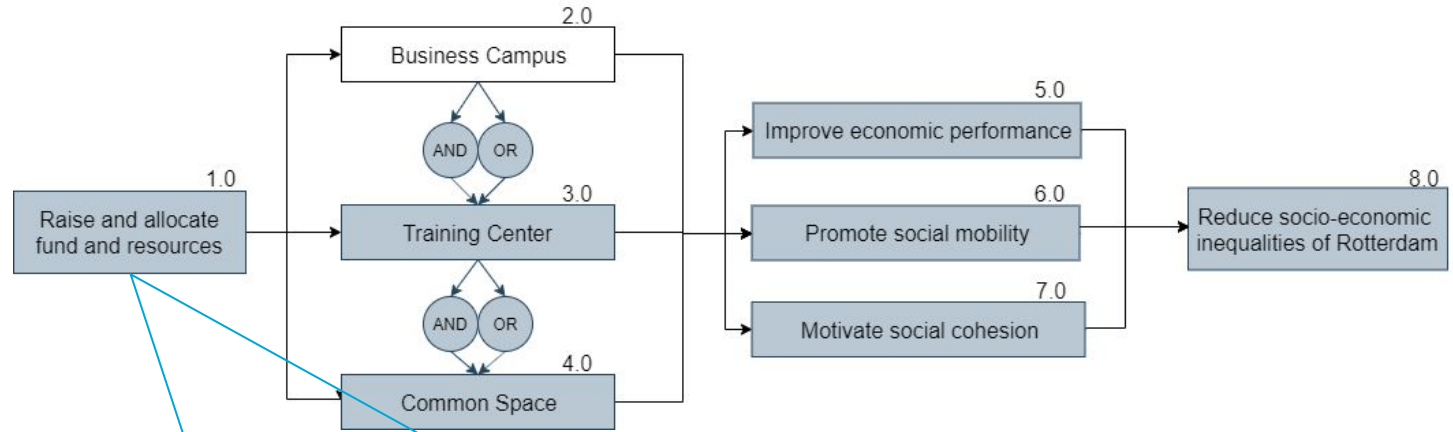 2.0
Business Campus
AND OR
1.0
Raise and allocate
fund and resources
3.0
Training Center
AND OR
4.0
Common Space
5.0
Improve economic performance
6.0
Promote social mobility
7.0
Motivate social cohesion
8.0
Reduce socio-economic
inequalities of Rotterdam